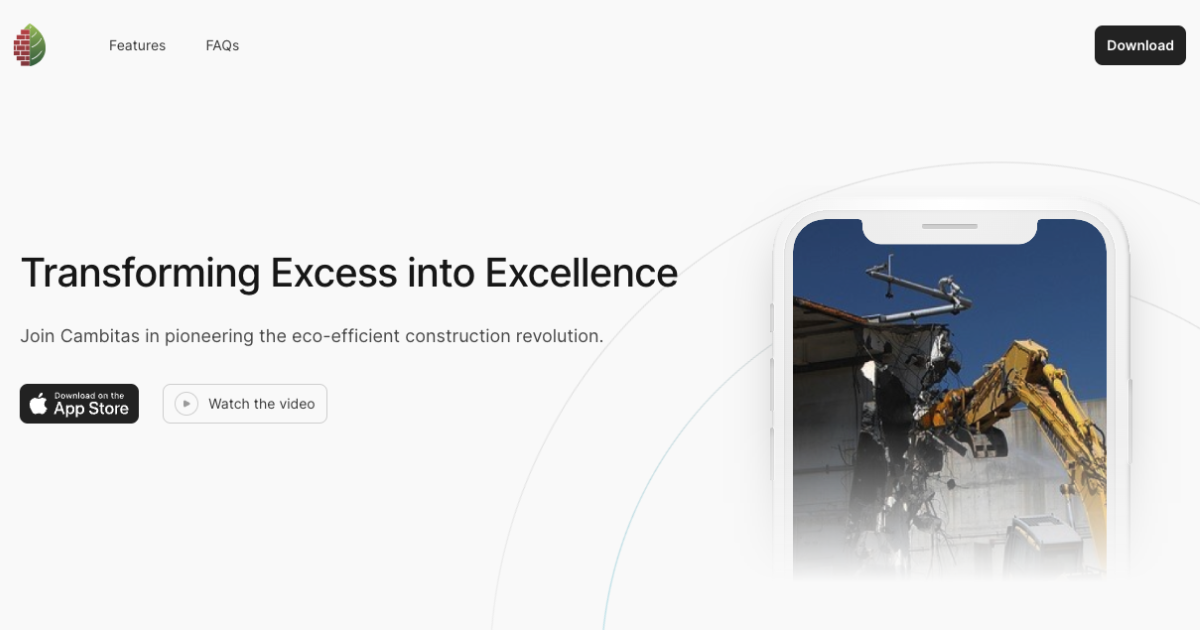 Features
FAQs
Download
Transforming Excess into Excellence
Join Cambitas in pioneering the eco-efficient construction revolution.
Download on the
App Store
Watch the video